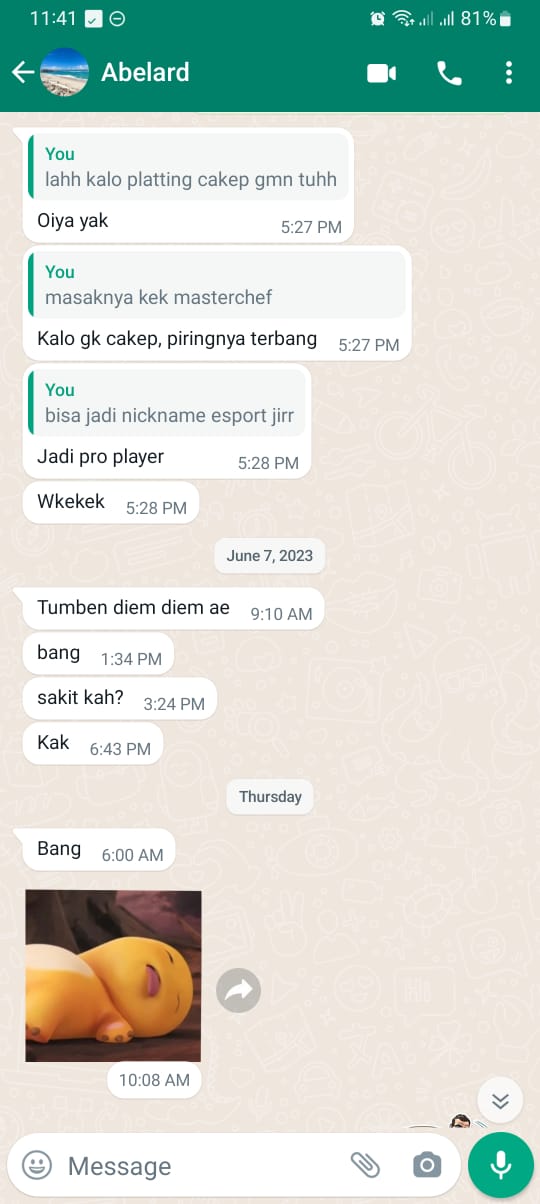 11:41 81%
Abelard
You
lahh kalo platting cakep gmn tuhh
Oiya yak 5:27 PM
You
masaknya kek masterchef
Kalo gk cakep, piringnya terbang 5:27 PM
You
bisa jadi nickname esport jirr
Jadi pro player 5:28 PM
Wkekek 5:28 PM
June 7, 2023
Tumben diem diem ae 9:10 AM
bang 1:34 PM
sakit kah? 3:24 PM
Kak 6:43 PM
Thursday
Bang 6:00 AM
10:08 AM
Message